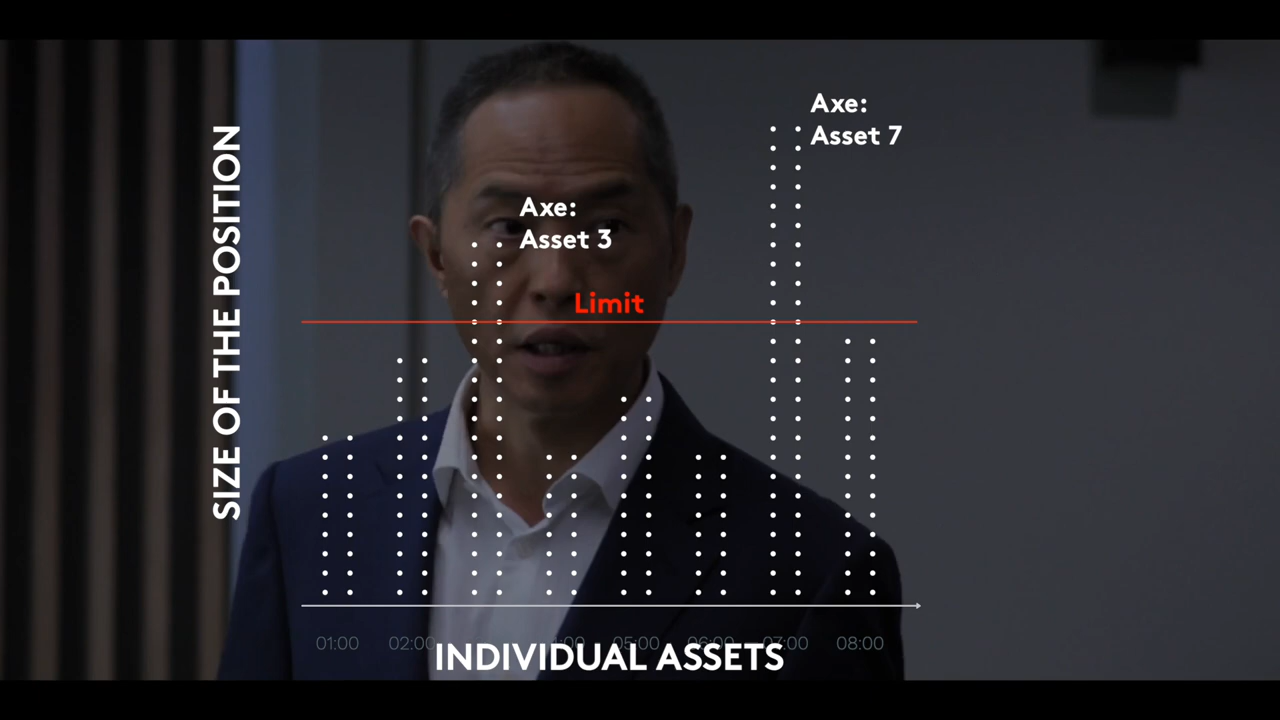 Axe:
Asset 7
Axe:
Asset 3
Limit
SIZE OF THE POSITION
01:00 02:00 05:00 06:00 07:00 08:00
INDIVIDUAL ASSETS